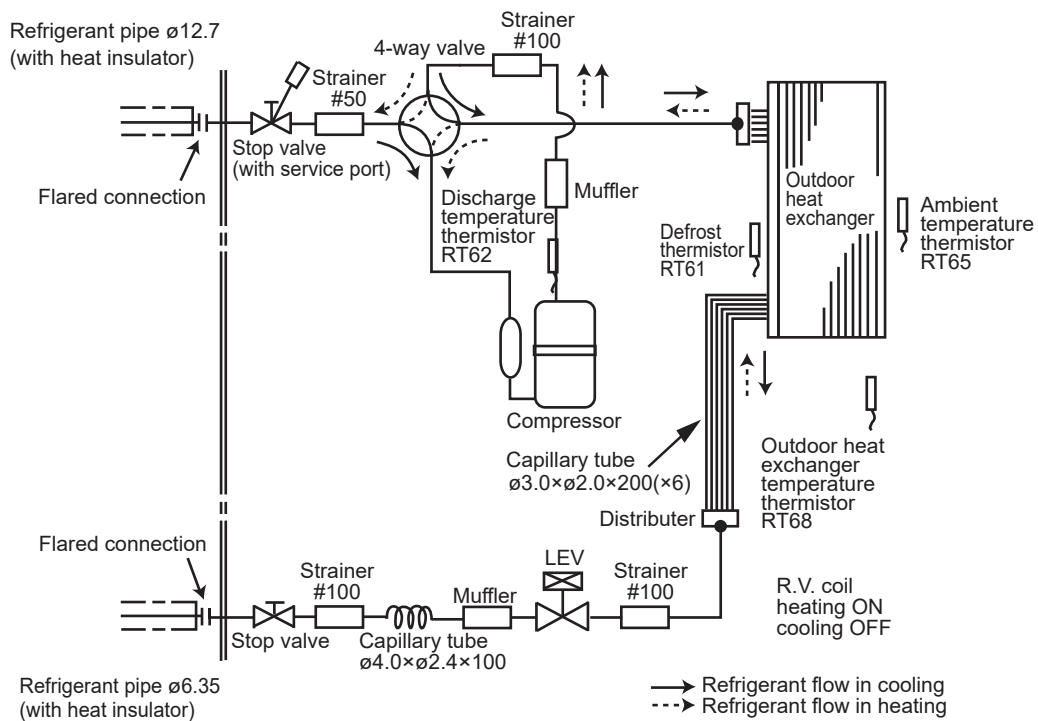 Refrigerant pipe ø12.7
(with heat insulator)
Strainer
#100
4-way valve
Strainer
#50
Stop valve
(with service port)
Flared connection
Muffler
Discharge
temperature
thermistor
RT62
Outdoor
heat
exchanger
Defrost
thermistor
RT61
Ambient
temperature
thermistor
RT65
Compressor
Capillary tube
ø3.0×ø2.0×200(×6)
Outdoor heat
exchanger
temperature
thermistor
RT68
Distributer
Flared connection
Strainer
#100
Muffler
LEV
Strainer
#100
R.V. coil
heating ON
cooling OFF
Stop valve
Capillary tube
ø4.0×ø2.4×100
Refrigerant pipe ø6.35
(with heat insulator)
Refrigerant flow in cooling
Refrigerant flow in heating